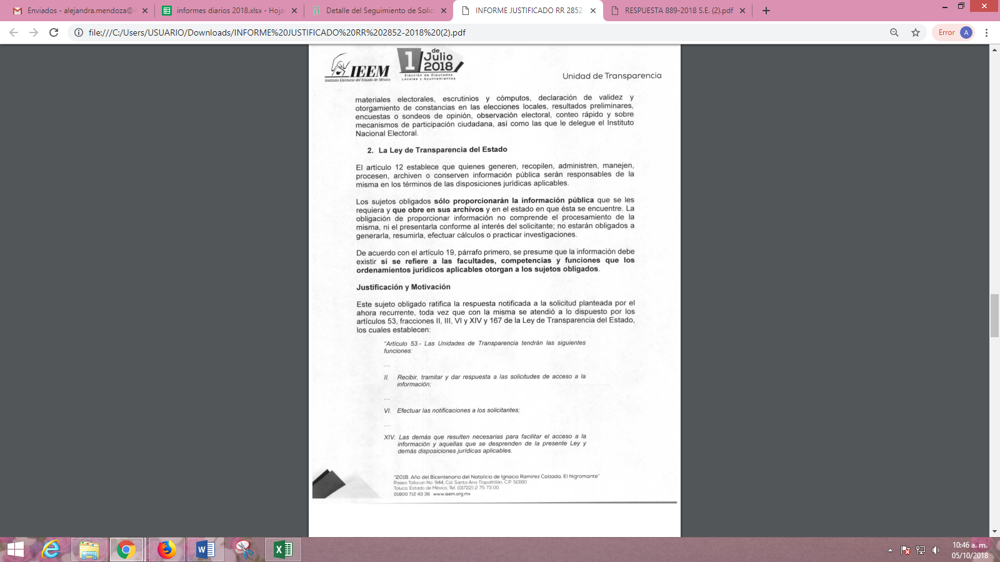 Enviados - alejandra.mendoza@i
informes diarios 2018.xlsx - Hoja
Detalle del Seguimiento de Solic
INFORME JUSTIFICADO RR 2852-
RESPUESTA 889-2018 S.E. (2).pdf
file:///C:/Users/USUARIO/Downloads/INFORME%20JUSTIFICADO%20RR%202852-2018%20(2).pdf
Error
A
IEEM
Instituto Electoral del Estado de México
1
de
Julio
2018
Elección de Diputados
Locales y Ayuntamientos
Unidad de Transparencia
materiales electorales, escrutinios y cómputos, declaración de validez y
otorgamiento de constancias en las elecciones locales, resultados preliminares,
encuestas o sondeos de opinión, observación electoral, conteo rápido y sobre
mecanismos de participación ciudadana, así como las que le delegue el Instituto
Nacional Electoral.
2. La Ley de Transparencia del Estado
El artículo 12 establece que quienes generen, recopilen, administren, manejen,
procesen, archiven o conserven información pública serán responsables de la
misma en los términos de las disposiciones jurídicas aplicables.
Los sujetos obligados sólo proporcionarán la información pública que se les
requiera y que obre en sus archivos y en el estado en que ésta se encuentre. La
obligación de proporcionar información no comprende el procesamiento de la
misma, ni el presentarla conforme al interés del solicitante; no estarán obligados a
generarla, resumirla, efectuar cálculos o practicar investigaciones.
De acuerdo con el artículo 19, párrafo primero, se presume que la información debe
existir si se refiere a las facultades, competencias y funciones que los
ordenamientos jurídicos aplicables otorgan a los sujetos obligados.
Justificación y Motivación
Este sujeto obligado ratifica la respuesta notificada a la solicitud planteada por el
ahora recurrente, toda vez que con la misma se atendió a lo dispuesto por los
artículos 53, fracciones II, III, VI y XIV y 167 de la Ley de Transparencia del Estado,
los cuales establecen:
"Artículo 53.- Las Unidades de Transparencia tendrán las siguientes
funciones:
...
II. Recibir, tramitar y dar respuesta a las solicitudes de acceso a la
información;
...
VI. Efectuar las notificaciones a los solicitantes;
...
XIV. Las demás que resulten necesarias para facilitar el acceso a la
información y aquellas que se desprenden de la presente Ley y
demás disposiciones jurídicas aplicables.
"2018. Año del Bicentenario del Natalicio de Ignacio Ramírez Calzada, El Nigromante"
Paseo Tollocan No. 944, Col. Santa Ana Tlapaltitlán, C.P. 50160
Toluca, Estado de México, Tel. (01722) 2 75 73 00
01800 712 43 36 www.ieem.org.mx
10:46 a. m.
05/10/2018